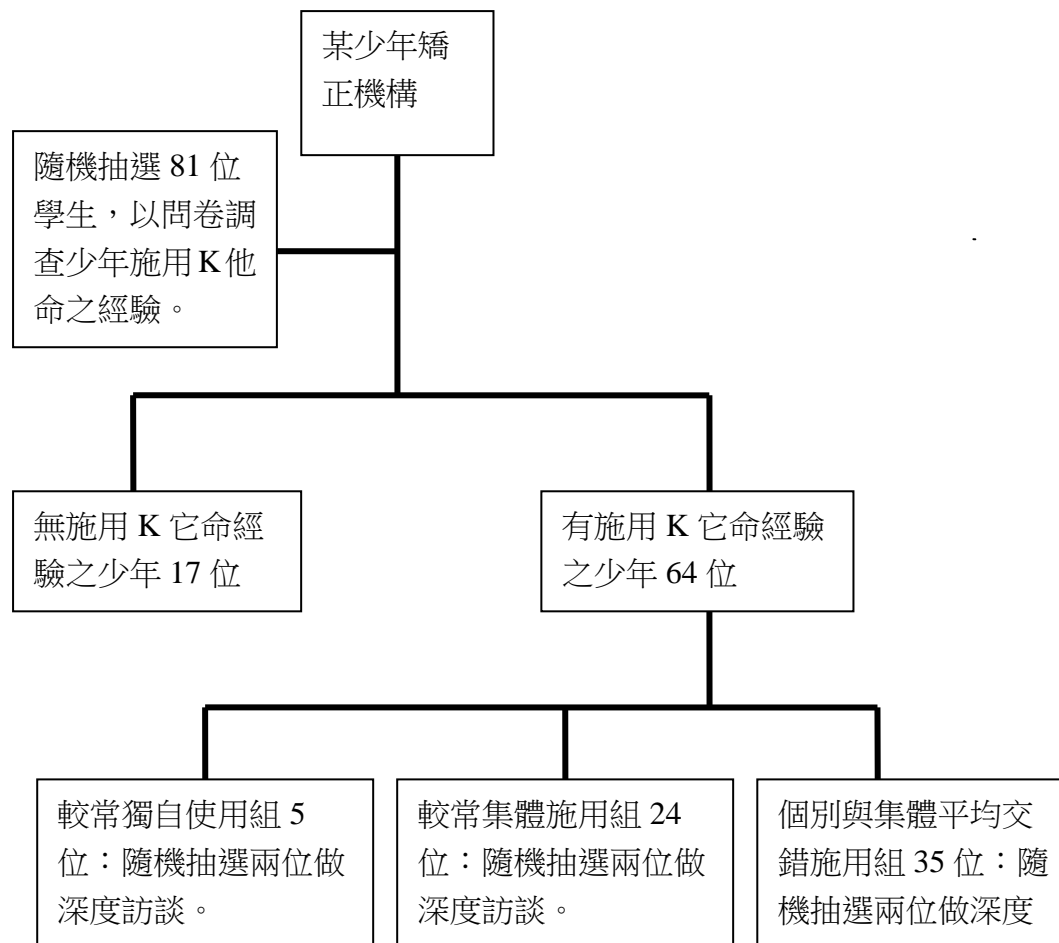 某少年矯
正機構
隨機抽選 81 位
學生，以問卷調
查少年施用 K 他
命之經驗。
無施用 K 它命經
驗之少年 17 位
有施用 K 它命經驗
之少年 64 位
較常獨自使用組 5
位：隨機抽選兩位做
深度訪談。
較常集體施用組 24
位：隨機抽選兩位做
深度訪談。
個別與集體平均交
錯施用組 35 位：隨
機抽選兩位做深度